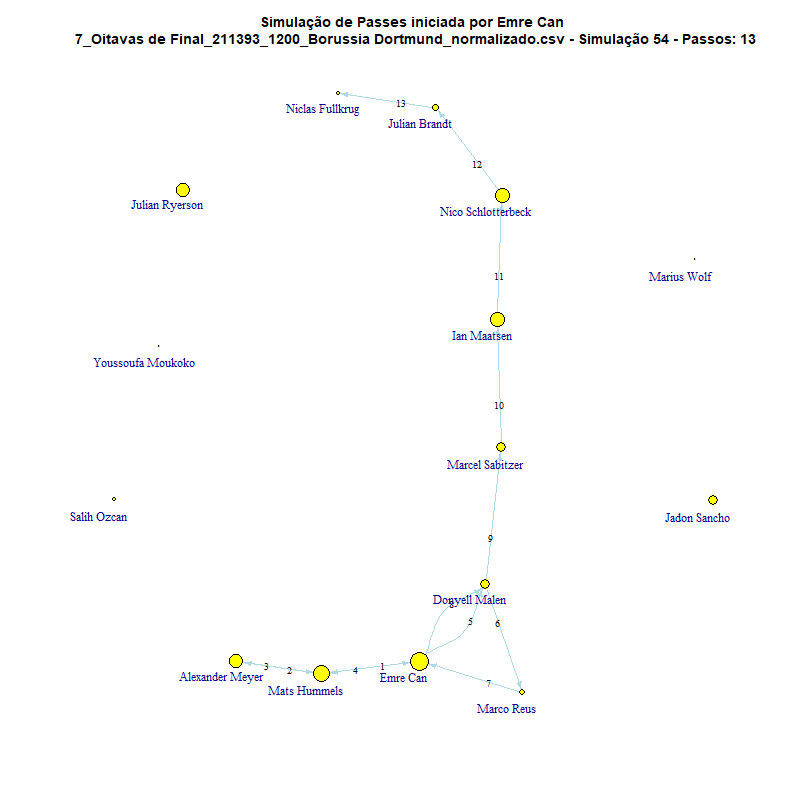 Simulação de Passes iniciada por Emre Can
7_Oitavas de Final_211393_1200_Borussia Dortmund_normalizado.csv - Simulação 54 - Passos: 13
13
Niclas Fullkrug
Julian Brandt
12
Julian Ryerson
Nico Schlotterbeck
11
Marius Wolf
Ian Maatsen
Youssoufa Moukoko
10
Marcel Sabitzer
Salih Ozcan
Jadon Sancho
9
Donyell Malen
8
5
6
3
2
4
1
Alexander Meyer
Mats Hummels
Emre Can
7
Marco Reus